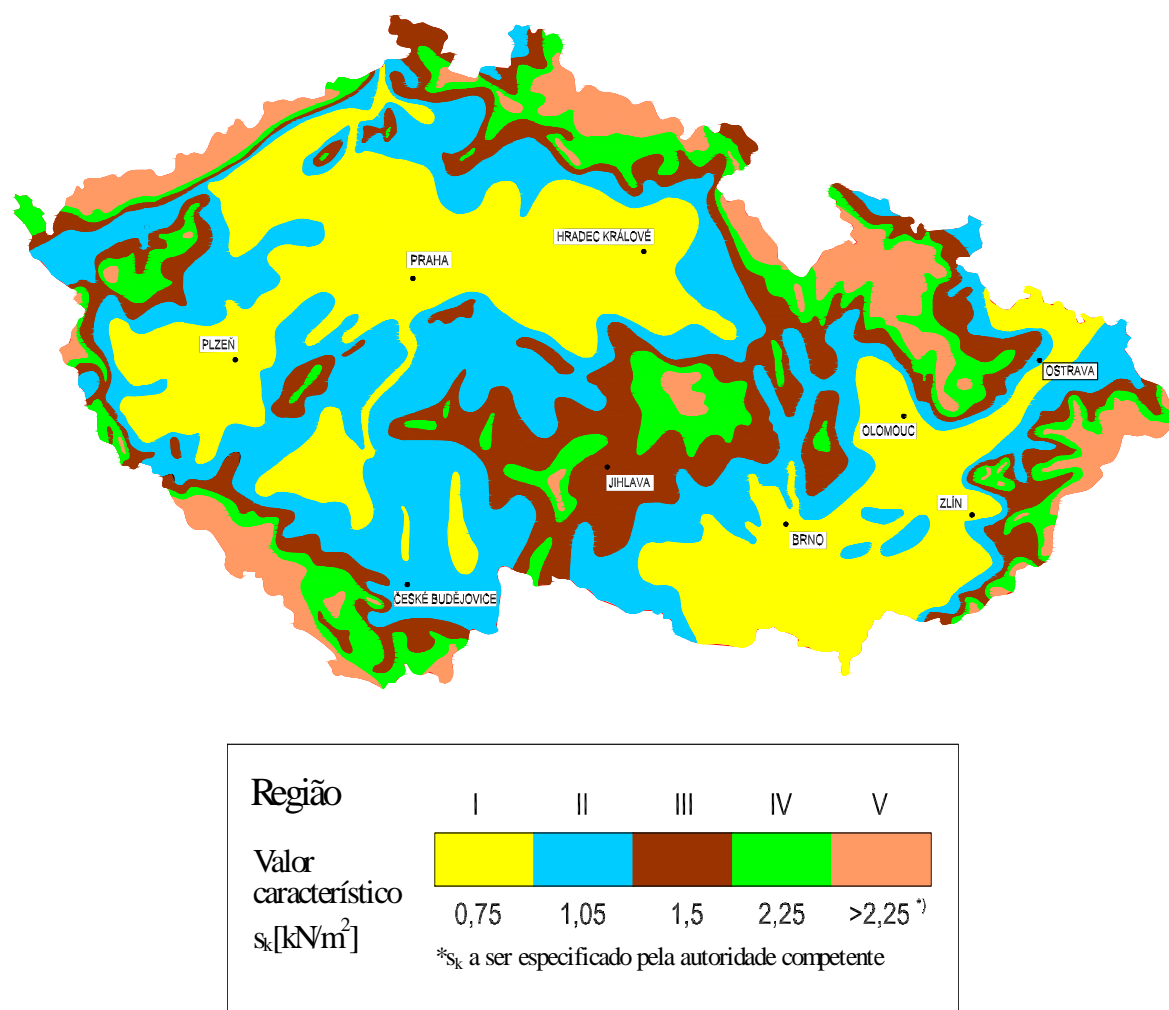 HRADEC KRÁLOVÉ
PRAHA
PLZEŇ
OSTRAVA
OLOMOUC
JIHLAVA
ZLÍN
BRNO
ČESKÉ BUDĚJOVICE
Região I II III IV V
Valor
característico
0,75 1,05 1,5 2,25 >2,25 *)
sk[kN/m²]
*sk a ser especificado pela autoridade competente